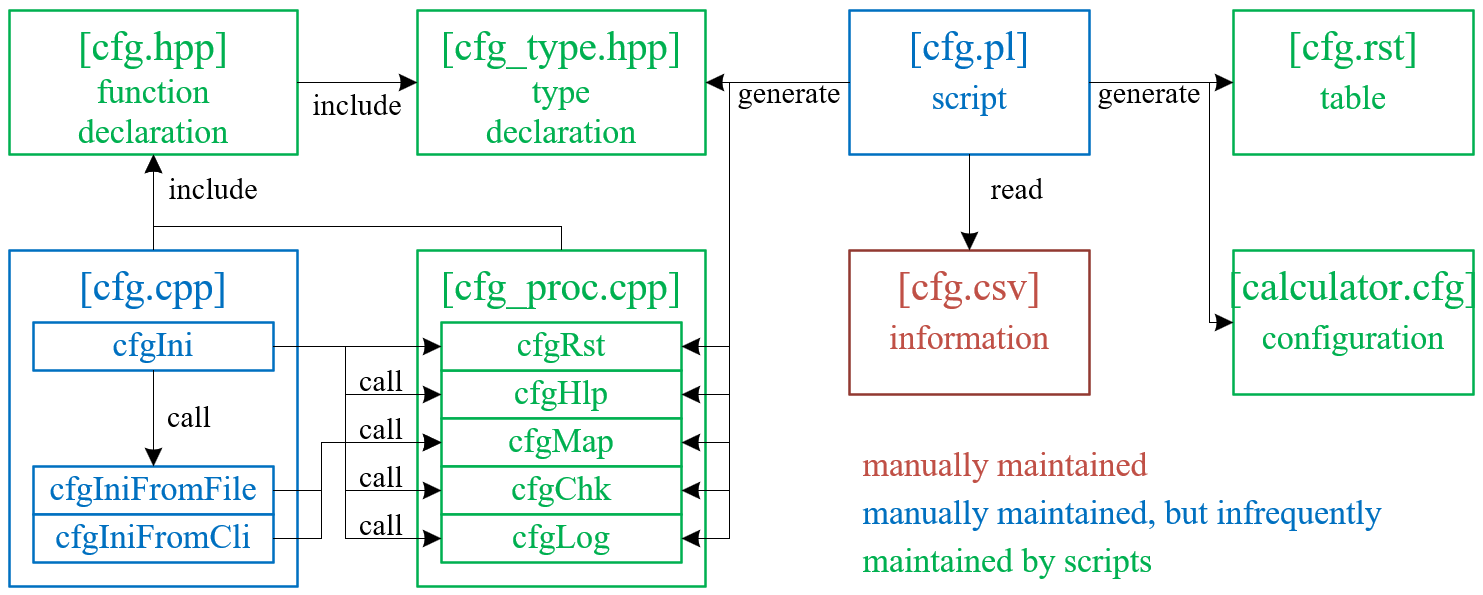 [cfg.hpp]
function
declaration
include
[cfg_type.hpp]
type
declaration
generate
[cfg.pl]
script
generate
[cfg.rst]
table
include
read
[cfg.cpp]
cfgIni
call
cfgIniFromFile
cfgIniFromCli
call
call
call
call
[cfg_proc.cpp]
cfgRst
cfgHlp
cfgMap
cfgChk
cfgLog
[cfg.csv]
information
[calculator.cfg]
configuration
manually maintained
manually maintained, but infrequently
maintained by scripts